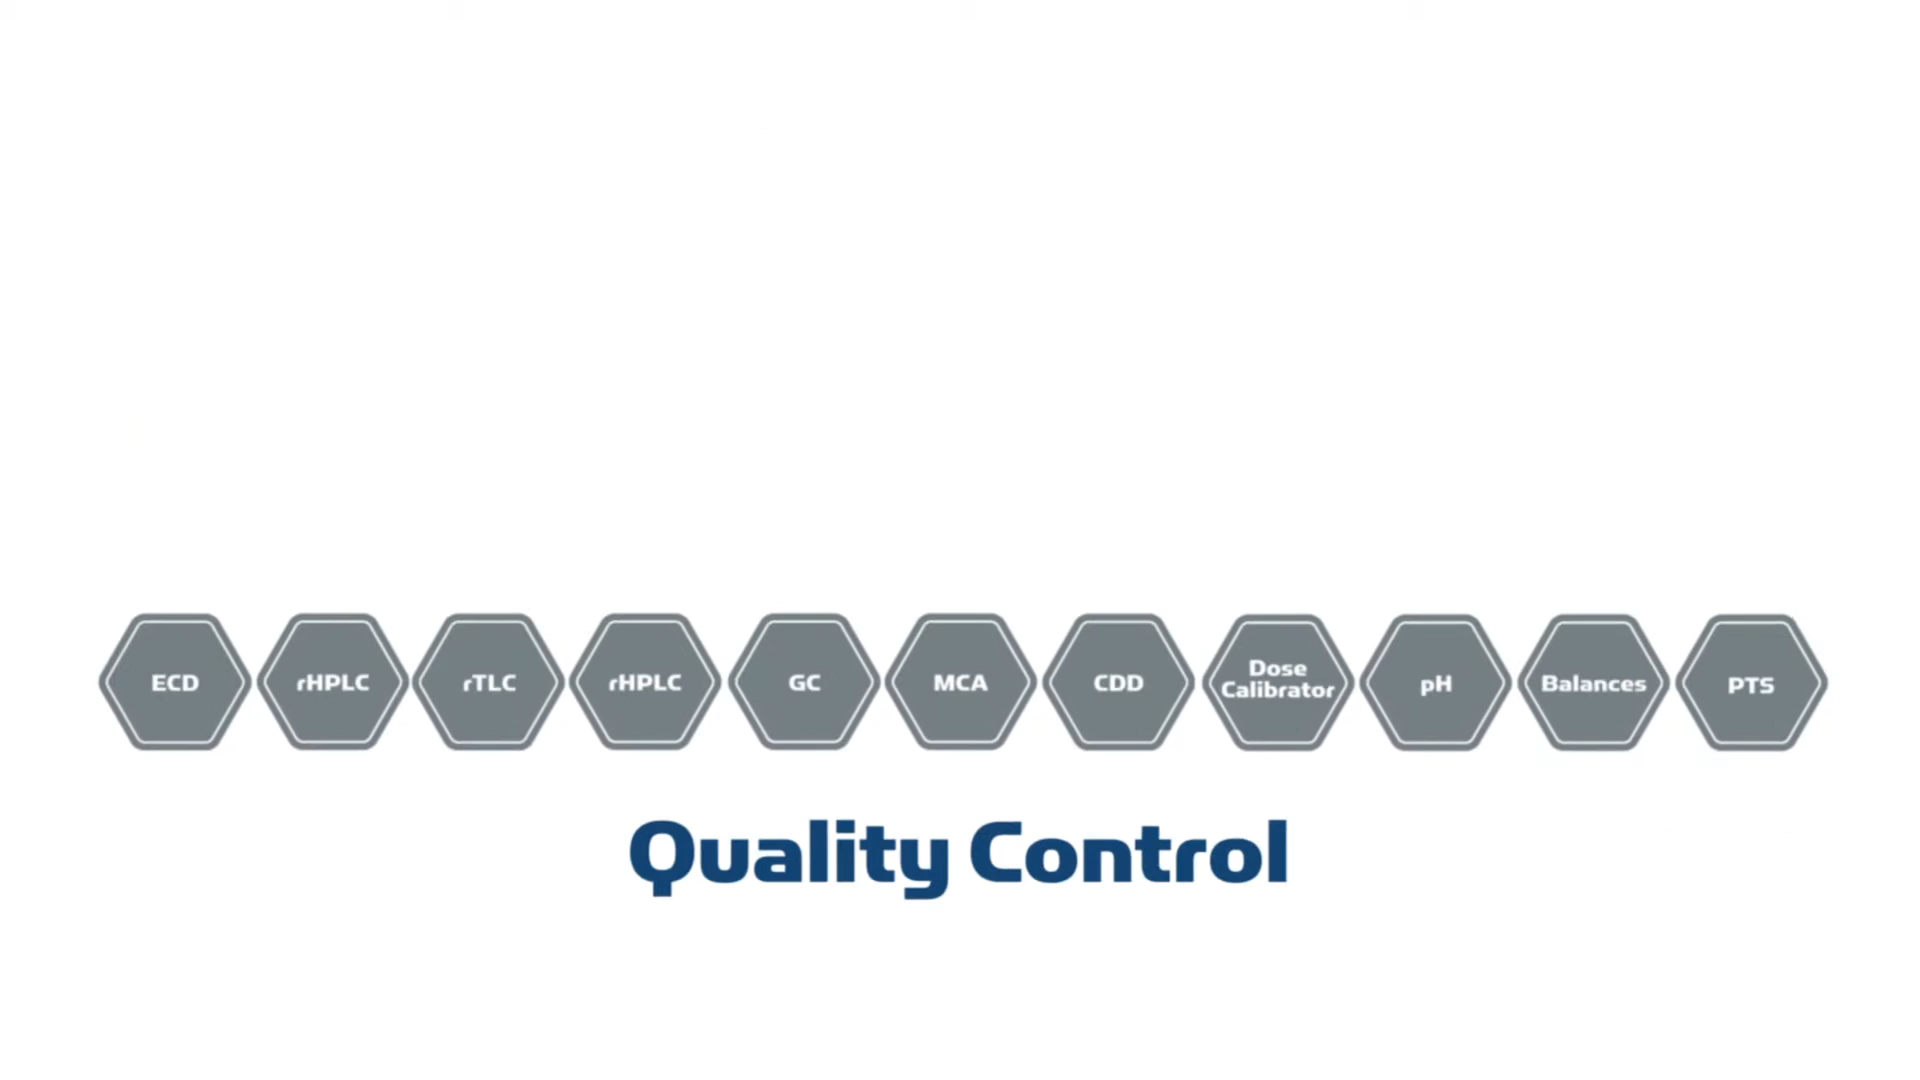 ECD
rHPLC
rTLC
rHPLC
GC
MCA
CDD
Dose
Calibrator
pH
Balances
PTS
Quality Control